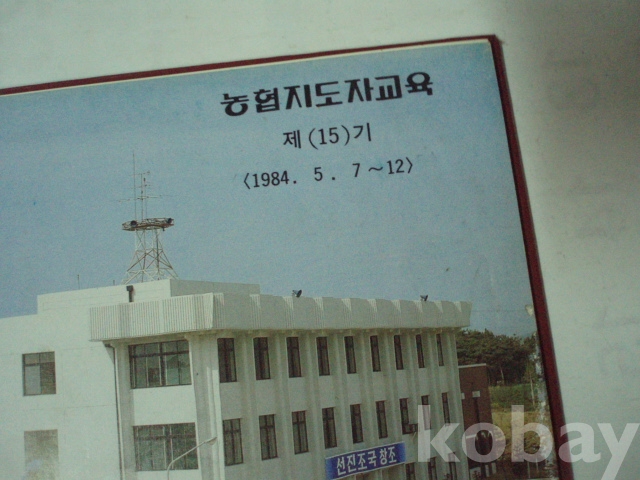 농협지도자교육
제(15)기
〈1984. 5. 7~12〉
선진조국 창조
kobay